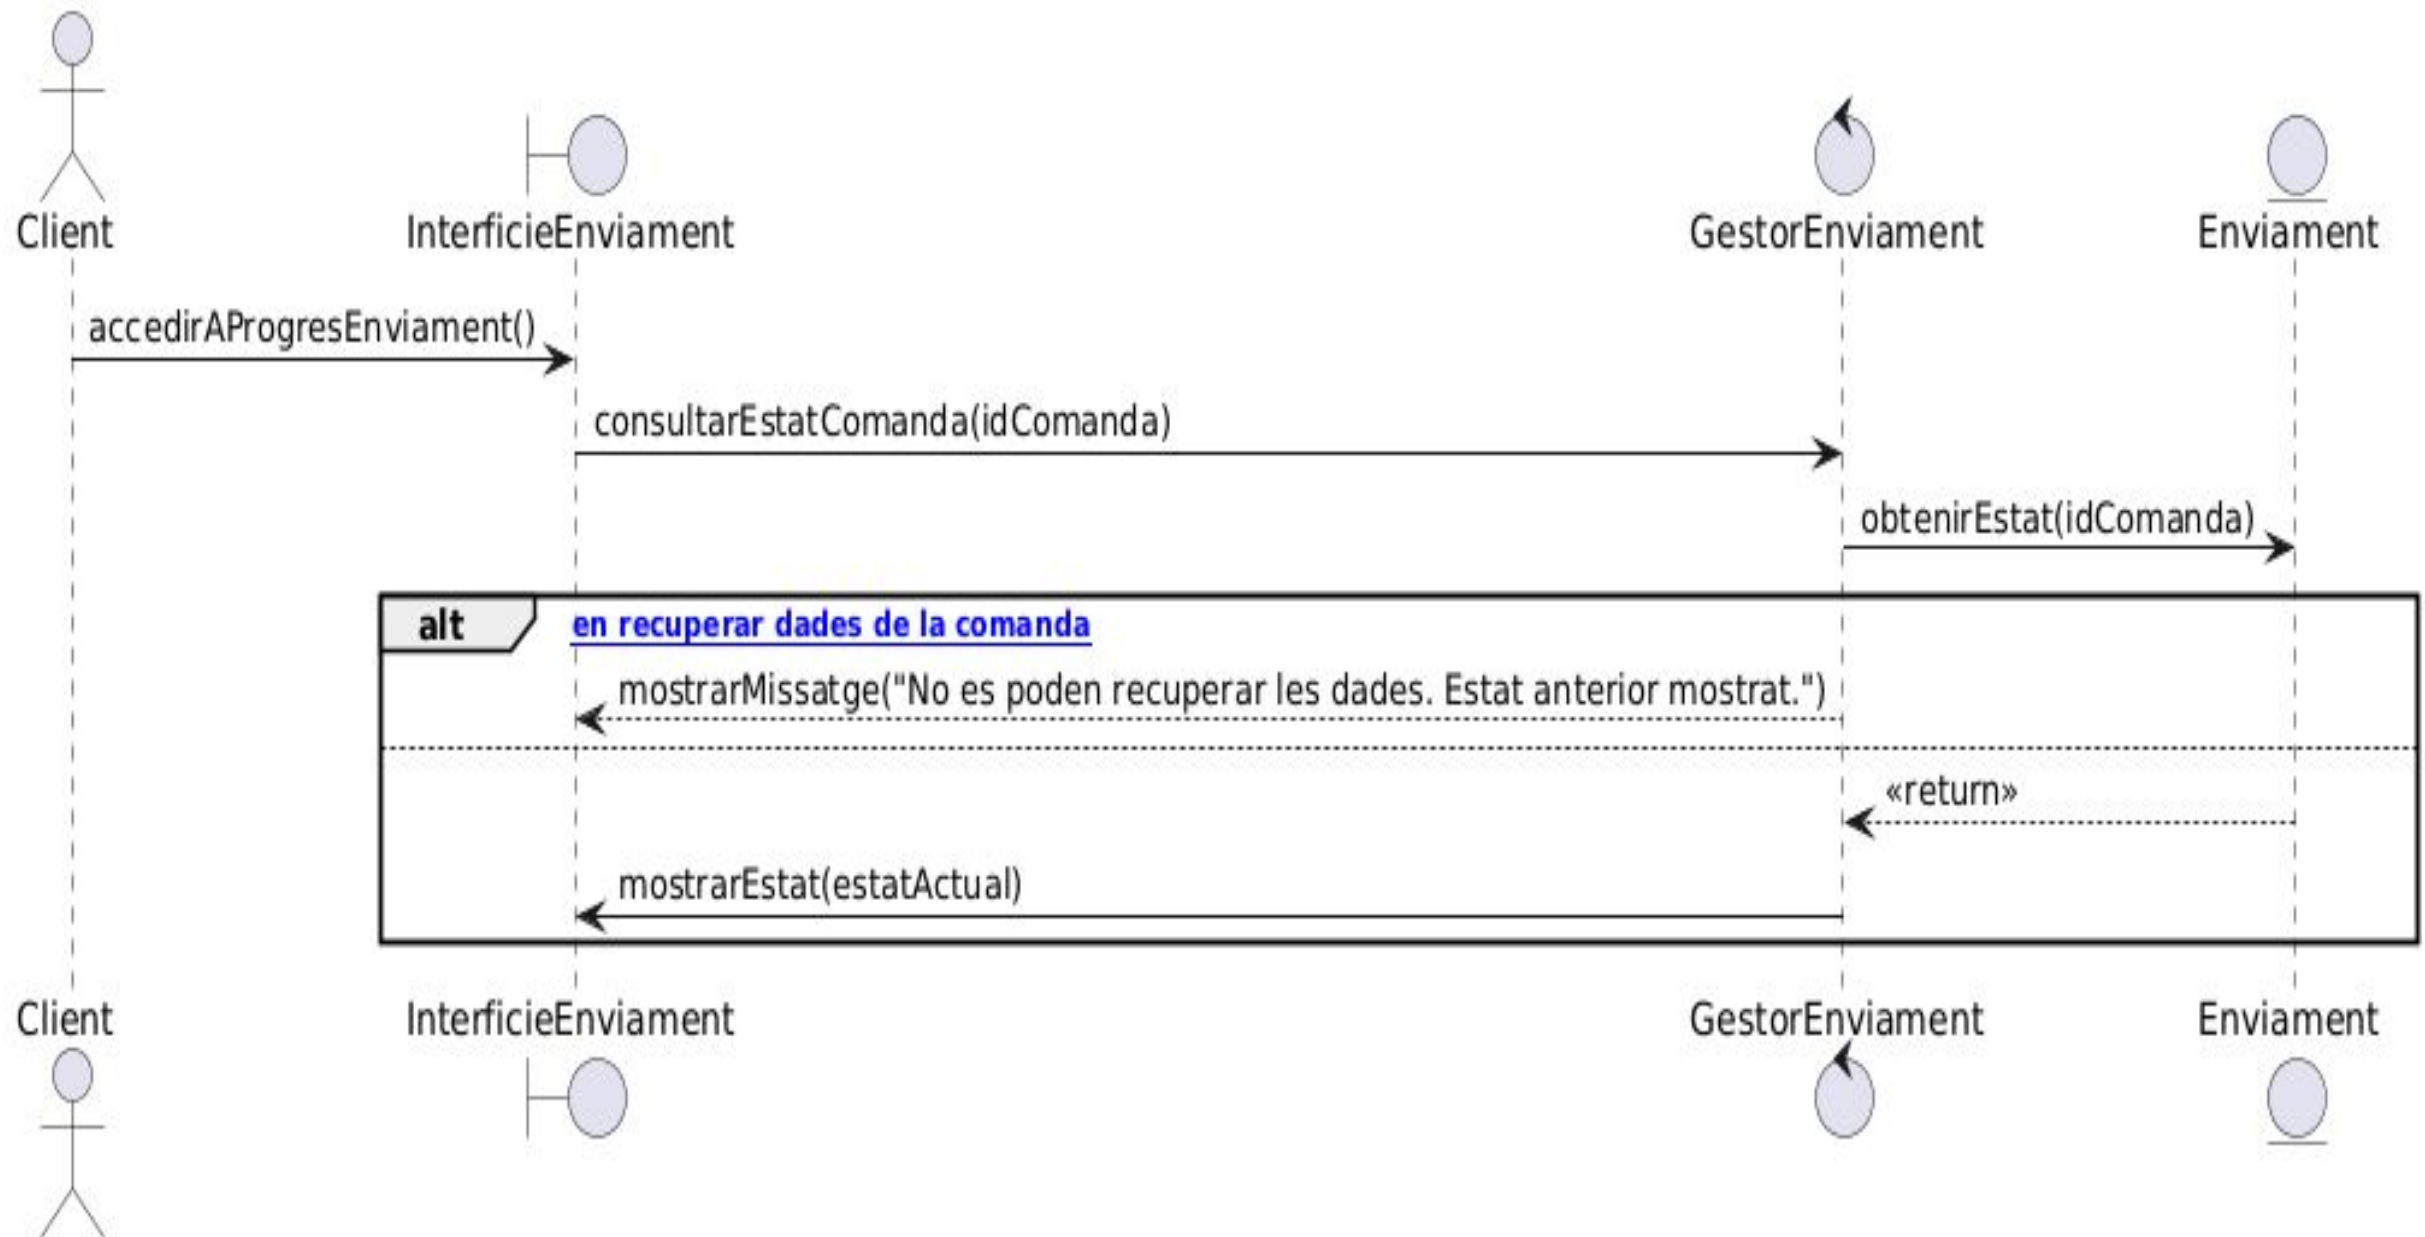 Client
InterficieEnviament
GestorEnviament
Enviament
accedirAProgresEnviament()
consultarEstatComanda(idComanda)
obtenirEstat(idComanda)
alt
en recuperar dades de la comanda
mostrarMissatge("No es poden recuperar les dades. Estat anterior mostrat.")
«return»
mostrarEstat(estatActual)
Client
InterficieEnviament
GestorEnviament
Enviament